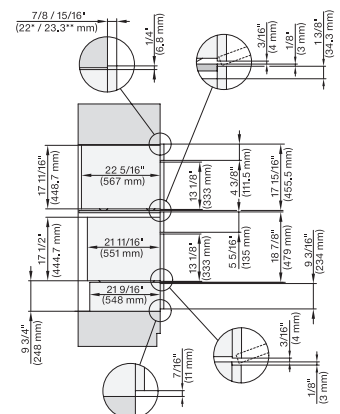 7/8 / 15/16"
(22* / 23.3** mm)
1/4"
(6.8 mm)
3/16"
(4 mm)
1/8"
(3 mm)
1 3/8"
(34.3 mm)
17 11/16"
(448.7 mm)
22 5/16"
(567 mm)
13 1/8"
(333 mm)
4 3/8"
(111.5 mm)
17 15/16"
(455.5 mm)
17 1/2"
(444.7 mm)
21 11/16"
(551 mm)
13 1/8"
(333 mm)
5 5/16"
(135 mm)
18 7/8"
(479 mm)
9 3/16"
(234 mm)
21 9/16"
(548 mm)
9 3/4"
(248 mm)
7/16"
(11 mm)
3/16"
(4 mm)
1/8"
(3 mm)